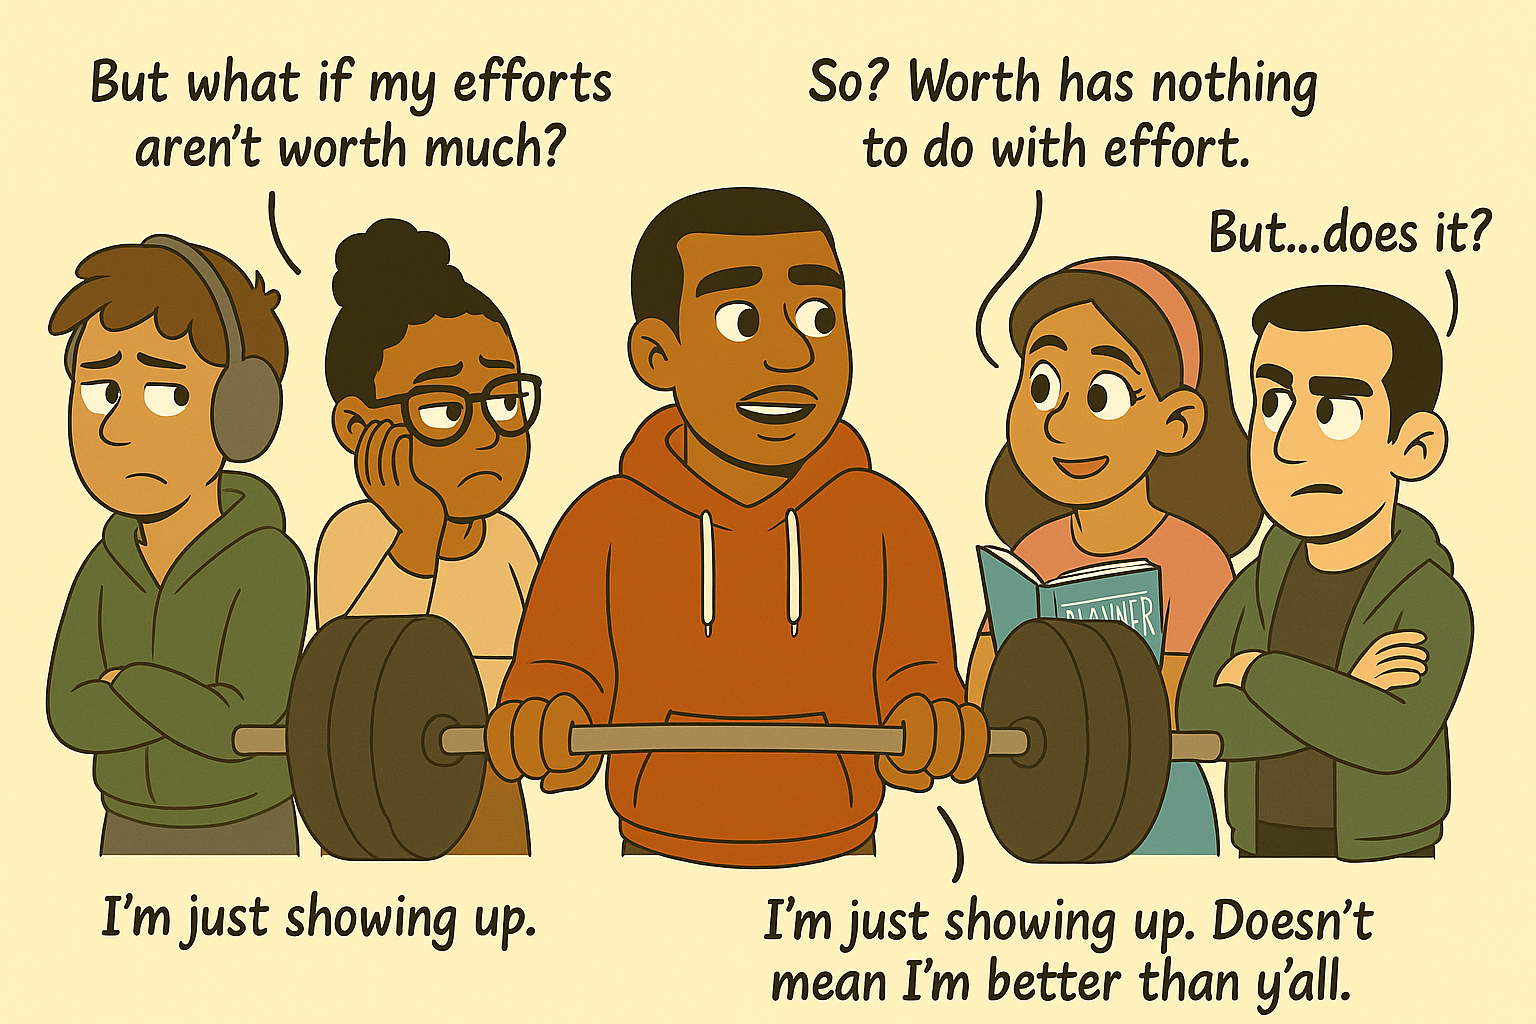 But what if my efforts
aren't worth much?
So? Worth has nothing
to do with effort.
But...does it?
PLANNER
I'm just showing up.
I'm just showing up. Doesn't
mean I'm better than y'all.